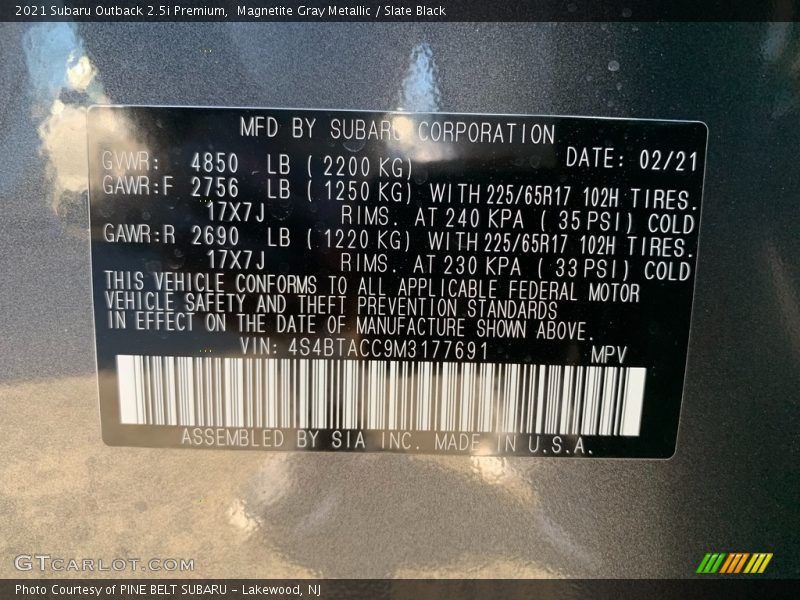 2021 Subaru Outback 2.5i Premium,  Magnetite Gray Metallic / Slate Black
MFD BY SUBARU CORPORATION
GVWR: 4850 LB (2200 KG) DATE: 02/21
GAWR:F 2756 LB (1250 KG) WITH 225/65R17 102H TIRES.
17X7J RIMS. AT 240 KPA (35 PSI) COLD
GAWR:R 2690 LB (1220 KG) WITH 225/65R17 102H TIRES.
17X7J RIMS. AT 230 KPA (33 PSI) COLD
THIS VEHICLE CONFORMS TO ALL APPLICABLE FEDERAL MOTOR
VEHICLE SAFETY AND THEFT PREVENTION STANDARDS
IN EFFECT ON THE DATE OF MANUFACTURE SHOWN ABOVE.
VIN: 4S4BTACC9M3177691 MPV
ASSEMBLED BY SIA INC. MADE IN U.S.A.
GTCARLOT.COM
Photo Courtesy of PINE BELT SUBARU - Lakewood, NJ